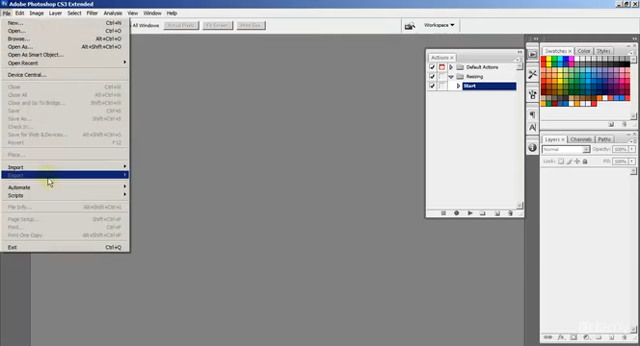 Adobe Photoshop CS3 Extended
File Edit Image Layer Select Filter Analysis View Window Help
All Windows Actual Pixels Fit Screen Print Size Workspace
New... Ctrl+N
Open... Ctrl+O
Browse... Alt+Ctrl+O
Open As... Alt+Shift+Ctrl+O
Open As Smart Object...
Open Recent
Device Central...
Close Ctrl+W
Close All Alt+Ctrl+W
Close and Go To Bridge... Shift+Ctrl+W
Save Ctrl+S
Save As... Shift+Ctrl+S
Check In...
Save for Web & Devices... Alt+Shift+Ctrl+S
Revert F12
Place...
Import
Export
Automate
Scripts
File Info...
Page Setup... Shift+Ctrl+P
Print... Ctrl+P
Print One Copy Alt+Shift+Ctrl+P
Exit Ctrl+Q
Actions
Default Actions
Resizing
Start
Swatches Color Styles
Layers Channels Paths
Normal Opacity: 100%
Lock: Fill: 100%